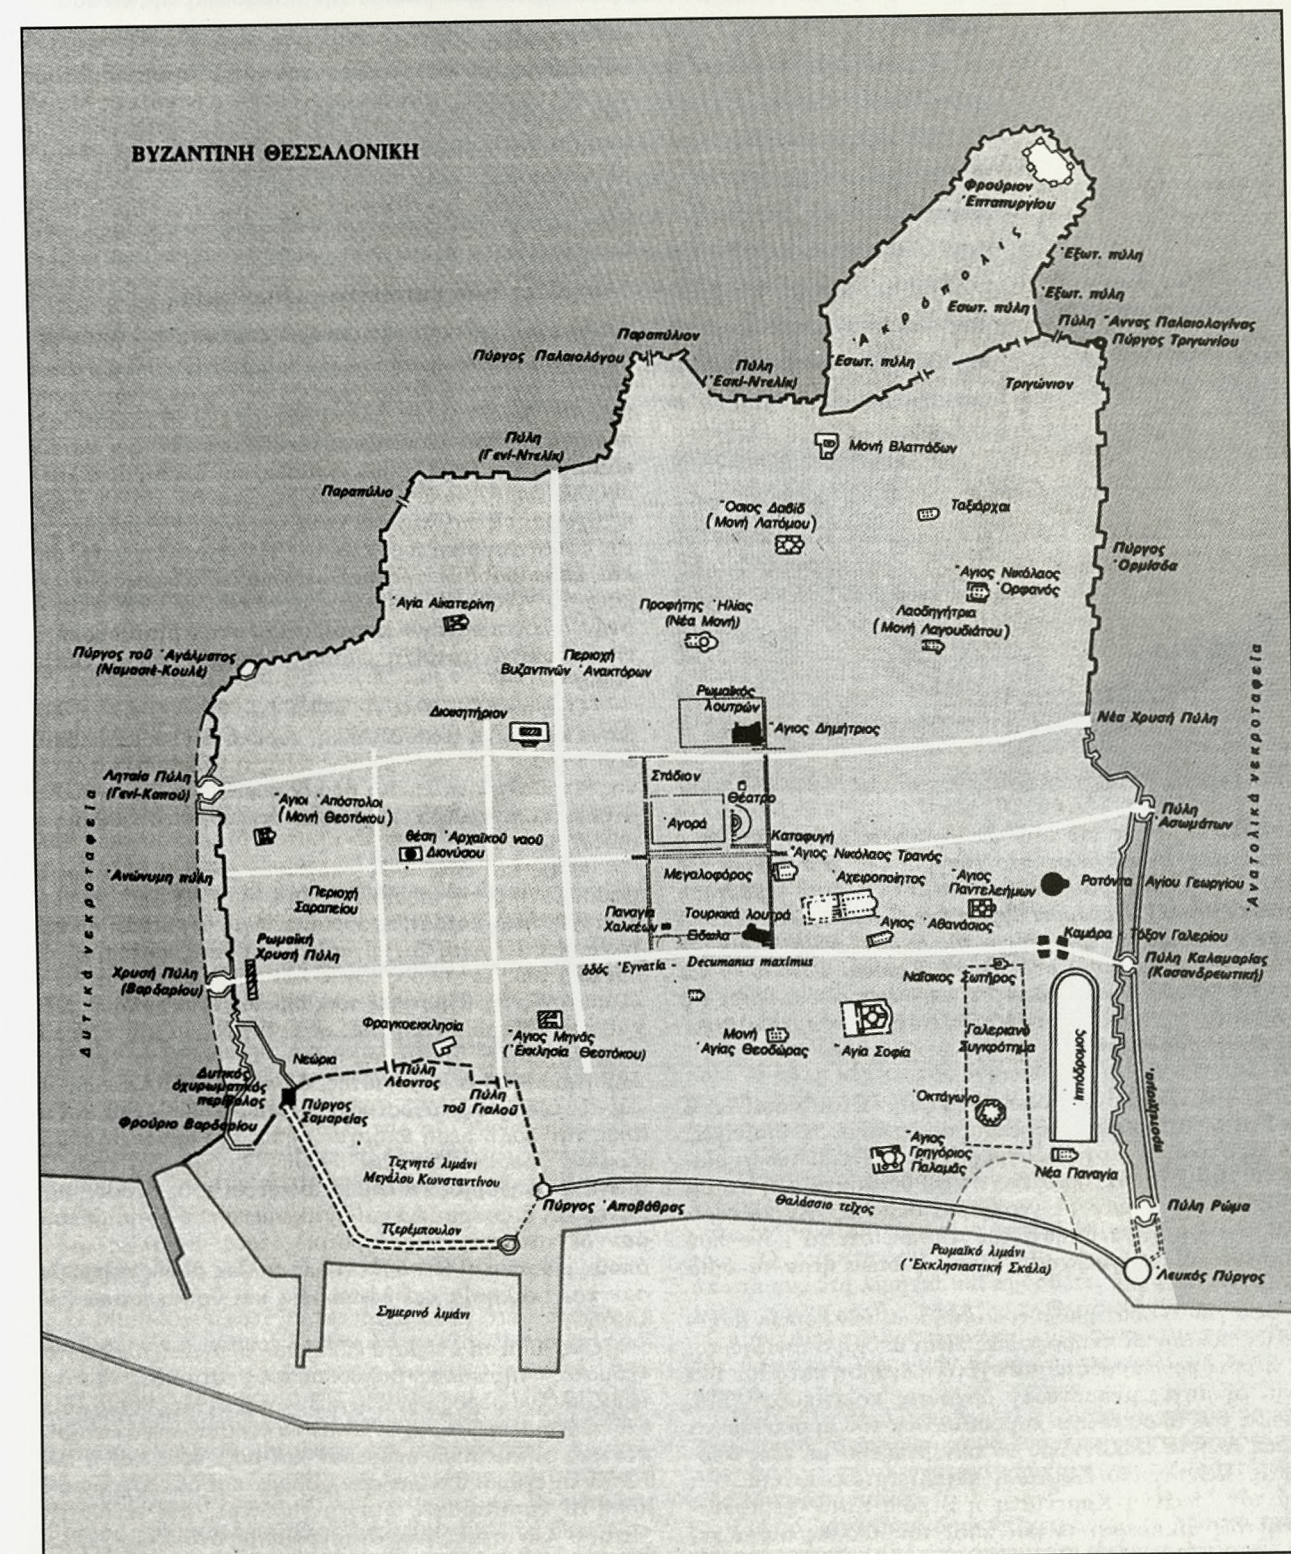 ΒΥΖΑΝΤΙΝΗ ΘΕΣΣΑΛΟΝΙΚΗ
Φρούριον
Ἑπταπυργίου
Ἀκρόπολις
Ἐξωτ. πύλη
Ἐξωτ. πύλη
Εσωτ. πύλη
Πύλη Ἄννας Παλαιολογίνας
Πύργος Τριγωνίου
Παραπύλιον
Πύργος Παλαιολόγου
Πύλη
(Ἐσκί-Ντελίκ)
Ἐσωτ. πύλη
Τριγώνιον
Πύλη
(Γενί-Ντελίκ)
Μονή Βλαττάδων
Παραπύλιο
Ὅσιος Δαβίδ
(Μονή Λατόμου)
Ταξιάρχαι
Πύργος
Ὁρμίσδα
Ἅγιος Νικόλαος
Ὀρφανός
Ἁγία Αἰκατερίνη
Προφήτης Ἠλίας
(Νέα Μονή)
Λαοδηγήτρια
(Μονή Λαγουδιάτου)
Πύργος τοῦ Ἀγάλματος
(Ναμασιέ-Κουλέ)
Περιοχή
Βυζαντινῶν Ἀνακτόρων
Ἀνατολικά νεκροταφεία
Ρωμαϊκός
λουτρών
Διοικητήριον
Ἅγιος Δημήτριος
Νέα Χρυσή Πύλη
Ληταία Πύλη
(Γενί-Καπού)
Στάδιον
Θέατρο
Ἀγορά
Πύλη
Ἀσωμάτων
Ἅγιοι Ἀπόστολοι
(Μονή Θεοτόκου)
θέση Ἀρχαϊκοῦ ναοῦ
Διονύσου
Καταφυγή
Ἅγιος Νικόλαος Τρανός
Δυτικά νεκροταφεία
Ἀνώνυμη πύλη
Μεγαλοφόρος
Ἀχειροποίητος
Ἅγιος
Παντελεήμων
Ροτόντα Ἁγίου Γεωργίου
Περιοχή
Σαραπείου
Παναγία
Χαλκέων
Τουρκικά λουτρά
Εἴδωλα
Ἅγιος Ἀθανάσιος
Καμάρα - Τόξον Γαλερίου
Ρωμαϊκή
Χρυσή Πύλη
Χρυσή Πύλη
(Βαρδαρίου)
ὁδός Ἐγνατία - Decumanus maximus
Πύλη Καλαμαρίας
(Κασανδρεωτική)
Ναΐσκος Σωτῆρος
Φραγκοεκκλησία
Ἅγιος Μηνάς
(Ἐκκλησία Θεοτόκου)
Μονή
Ἁγίας Θεοδώρας
Ἁγία Σοφία
Γαλεριανό
Συγκρότημα
Ἱππόδρομος
Νεώρια
Δυτικός
ὀχυρωματικός
περίβολος
Πύλη
Λέοντος
Πύλη
τοῦ Γιαλοῦ
Προτείχισμα
Πύργος
Σαμαρείας
Ὀκτάγωνο
Φρούριο Βαρδαρίου
Ἅγιος
Γρηγόριος
Παλαμάς
Νέα Παναγία
Τεχνητό λιμάνι
Μεγάλου Κωνσταντίνου
Πύργος Ἀποβάθρας
Θαλάσσιο τεῖχος
Πύλη Ρώμα
Τζερέμπουλον
Ρωμαϊκό λιμάνι
(Ἐκκλησιαστική Σκάλα)
Λευκός Πύργος
Σημερινό λιμάνι